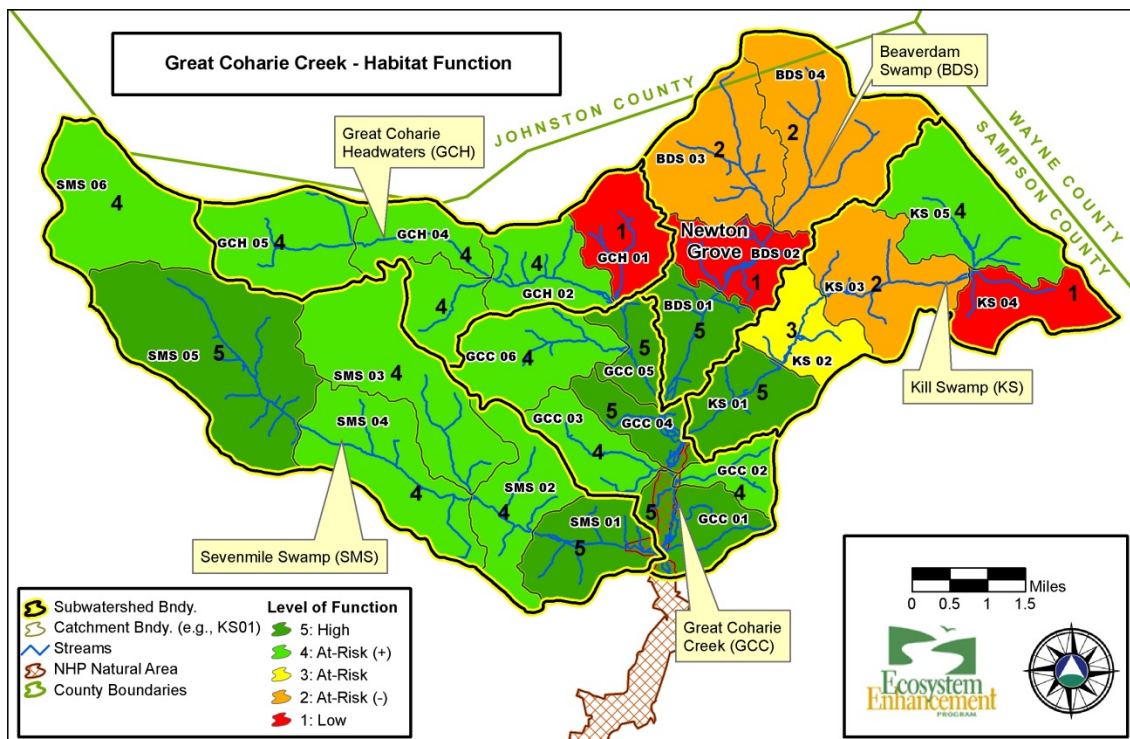 Great Coharie Creek - Habitat Function
JOHNSTON COUNTY
WAYNE COUNTY
SAMPSON COUNTY
Beaverdam
Swamp (BDS)
Great Coharie
Headwaters (GCH)
BDS 04
2
BDS 03
2
SMS 06
4
GCH 05
4
GCH 04
4
4
GCH 02
4
1
GCH 01
Newton
Grove
BDS 02
1
KS 05
4
KS 03
2
KS 04
1
3
KS 02
BDS 01
5
SMS 05
5
SMS 03
4
GCC 06
4
5
GCC 05
KS 01
5
SMS 04
4
GCC 03
4
5
GCC 04
GCC 02
4
SMS 02
4
SMS 01
5
5
GCC 01
Kill Swamp (KS)
Sevenmile Swamp (SMS)
Great Coharie
Creek (GCC)
Subwatershed Bndy.
Catchment Bndy. (e.g., KS01)
Streams
NHP Natural Area
County Boundaries
Level of Function
5: High
4: At-Risk (+)
3: At-Risk
2: At-Risk (-)
1: Low
Miles
0 0.5 1 1.5
Ecosystem
Enhancement
PROGRAM